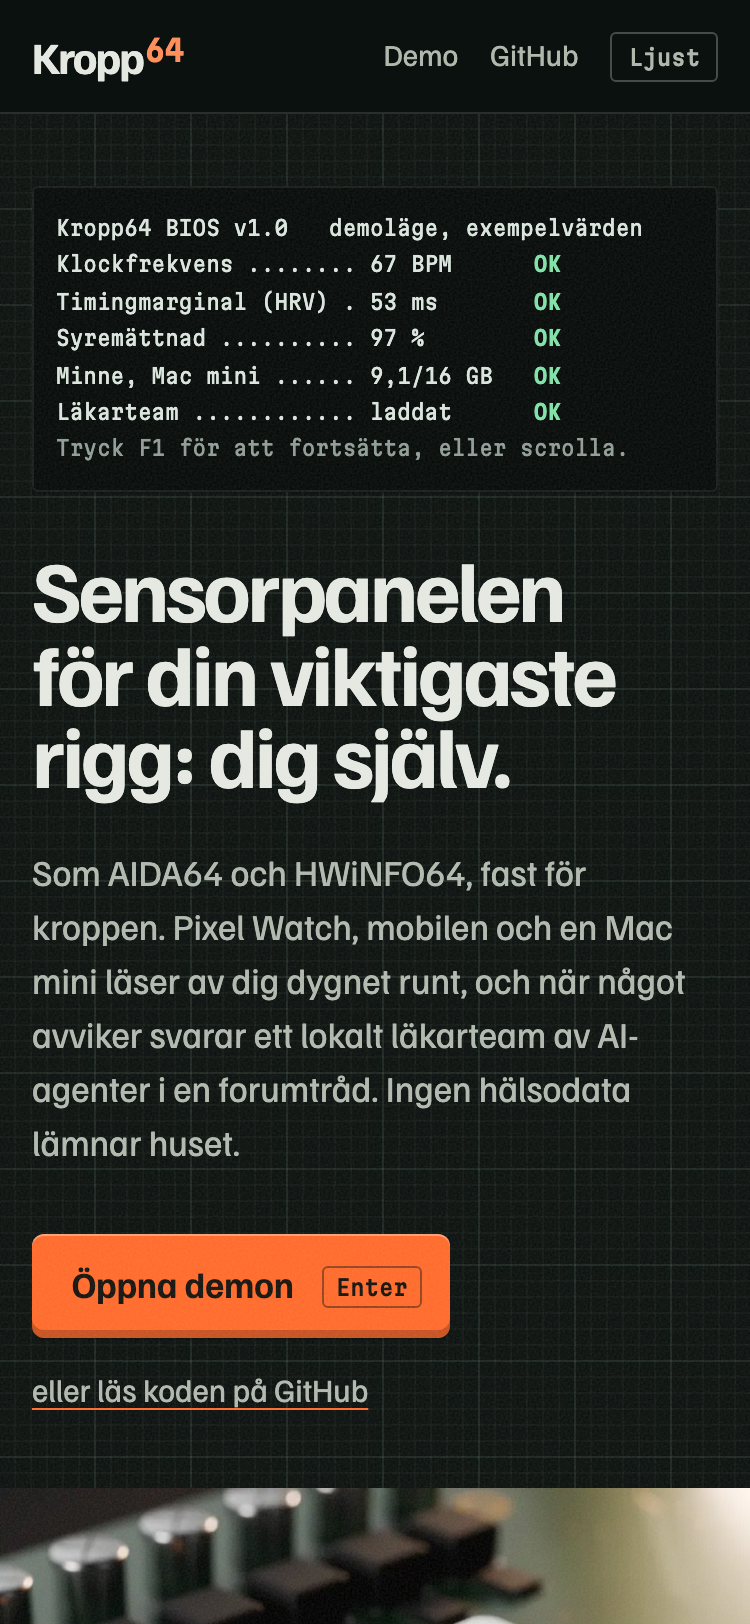 Kropp64
Demo GitHub Ljust
Kropp64 BIOS v1.0 demoläge, exempelvärden
Klockfrekvens ........ 67 BPM OK
Timingmarginal (HRV) . 53 ms OK
Syremättnad .......... 97 % OK
Minne, Mac mini ...... 9,1/16 GB OK
Läkarteam ............ laddat OK
Tryck F1 för att fortsätta, eller scrolla.
Sensorpanelen
för din viktigaste
rigg: dig själv.
Som AIDA64 och HWiNFO64, fast för
kroppen. Pixel Watch, mobilen och en Mac
mini läser av dig dygnet runt, och när något
avviker svarar ett lokalt läkarteam av AI-
agenter i en forumtråd. Ingen hälsodata
lämnar huset.
Öppna demon Enter
eller läs koden på GitHub